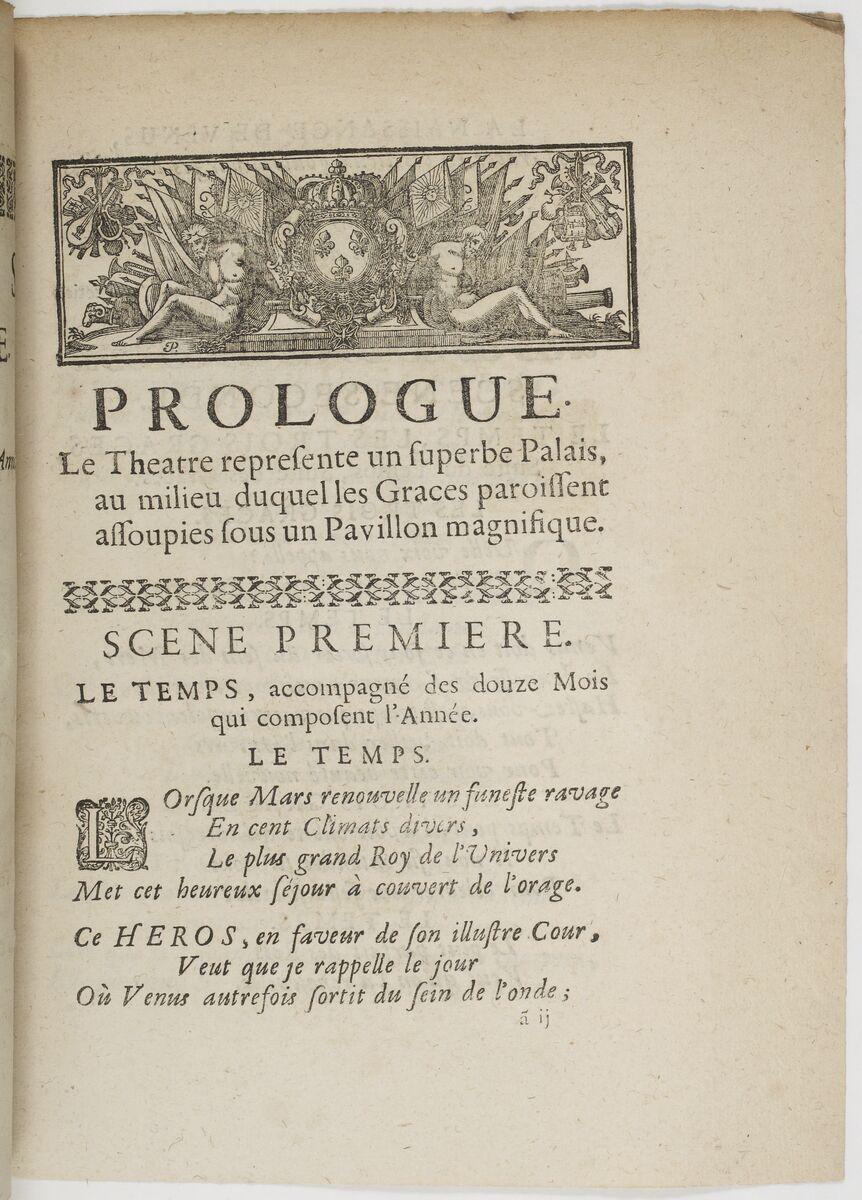 PROLOGUE.
Le Theatre repreſente un ſuperbe Palais,
au milieu duquel les Graces paroiſſent
aſſoupies ſous un Pavillon magnifique.
SCENE PREMIERE.
LE TEMPS, accompagné des douze Mois
qui compoſent l'Année.
LE TEMPS.
LOrſque Mars renouvelle un funeſte ravage
En cent Climats divers,
Le plus grand Roy de l'Univers
Met cet heureux ſéjour à couvert de l'orage.
Ce HEROS, en faveur de ſon illuſtre Cour,
Veut que je rappelle le jour
Où Venus autrefois ſortit du ſein de l'onde;
ã ij